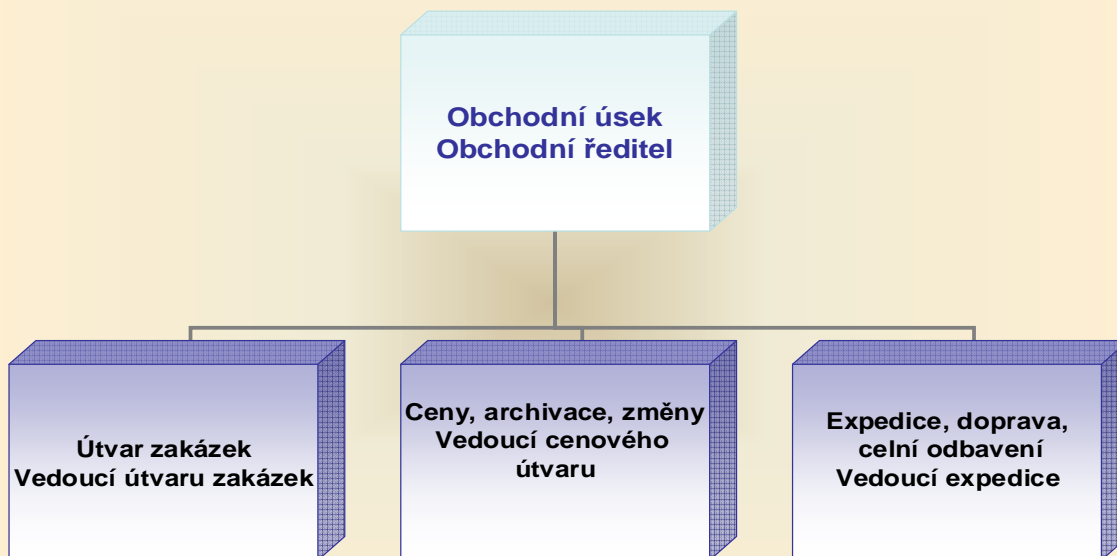 Obchodní úsek
Obchodní ředitel
Útvar zakázek
Vedoucí útvaru zakázek
Ceny, archivace, změny
Vedoucí cenového
útvaru
Expedice, doprava,
celní odbavení
Vedoucí expedice